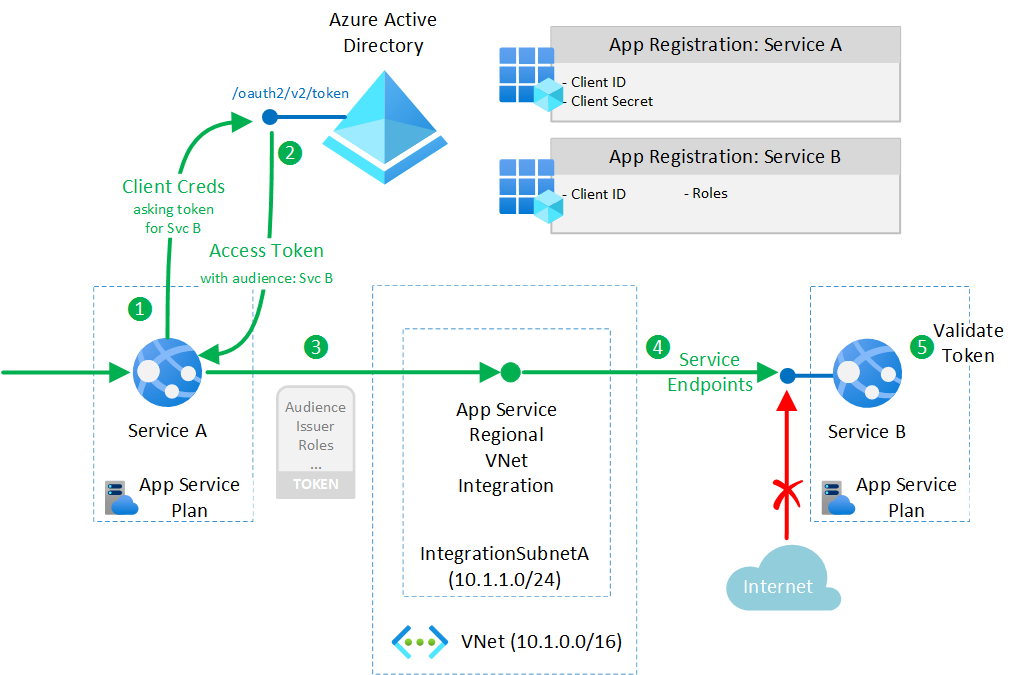 Azure Active
Directory
/oauth2/v2/token
App Registration: Service A
- Client ID
- Client Secret
App Registration: Service B
- Client ID
- Roles
2
Client Creds
asking token
for Svc B
Access Token
with audience: Svc B
1
3
4
5
Service
Endpoints
Validate
Token
Service A
App Service
Plan
Audience
Issuer
Roles
...
TOKEN
App Service
Regional
VNet
Integration
IntegrationSubnetA
(10.1.1.0/24)
VNet (10.1.0.0/16)
Service B
App Service
Plan
Internet